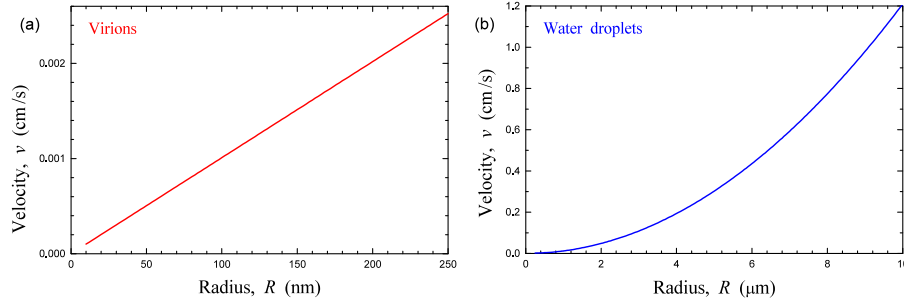 (a)
Virions
Velocity, v (cm/s)
0.002
0.001
0.000
0
50
100
150
200
250
Radius, R (nm)
(b)
Water droplets
Velocity, v (cm/s)
1.2
1.0
0.8
0.6
0.4
0.2
0.0
0
2
4
6
8
10
Radius, R (μm)